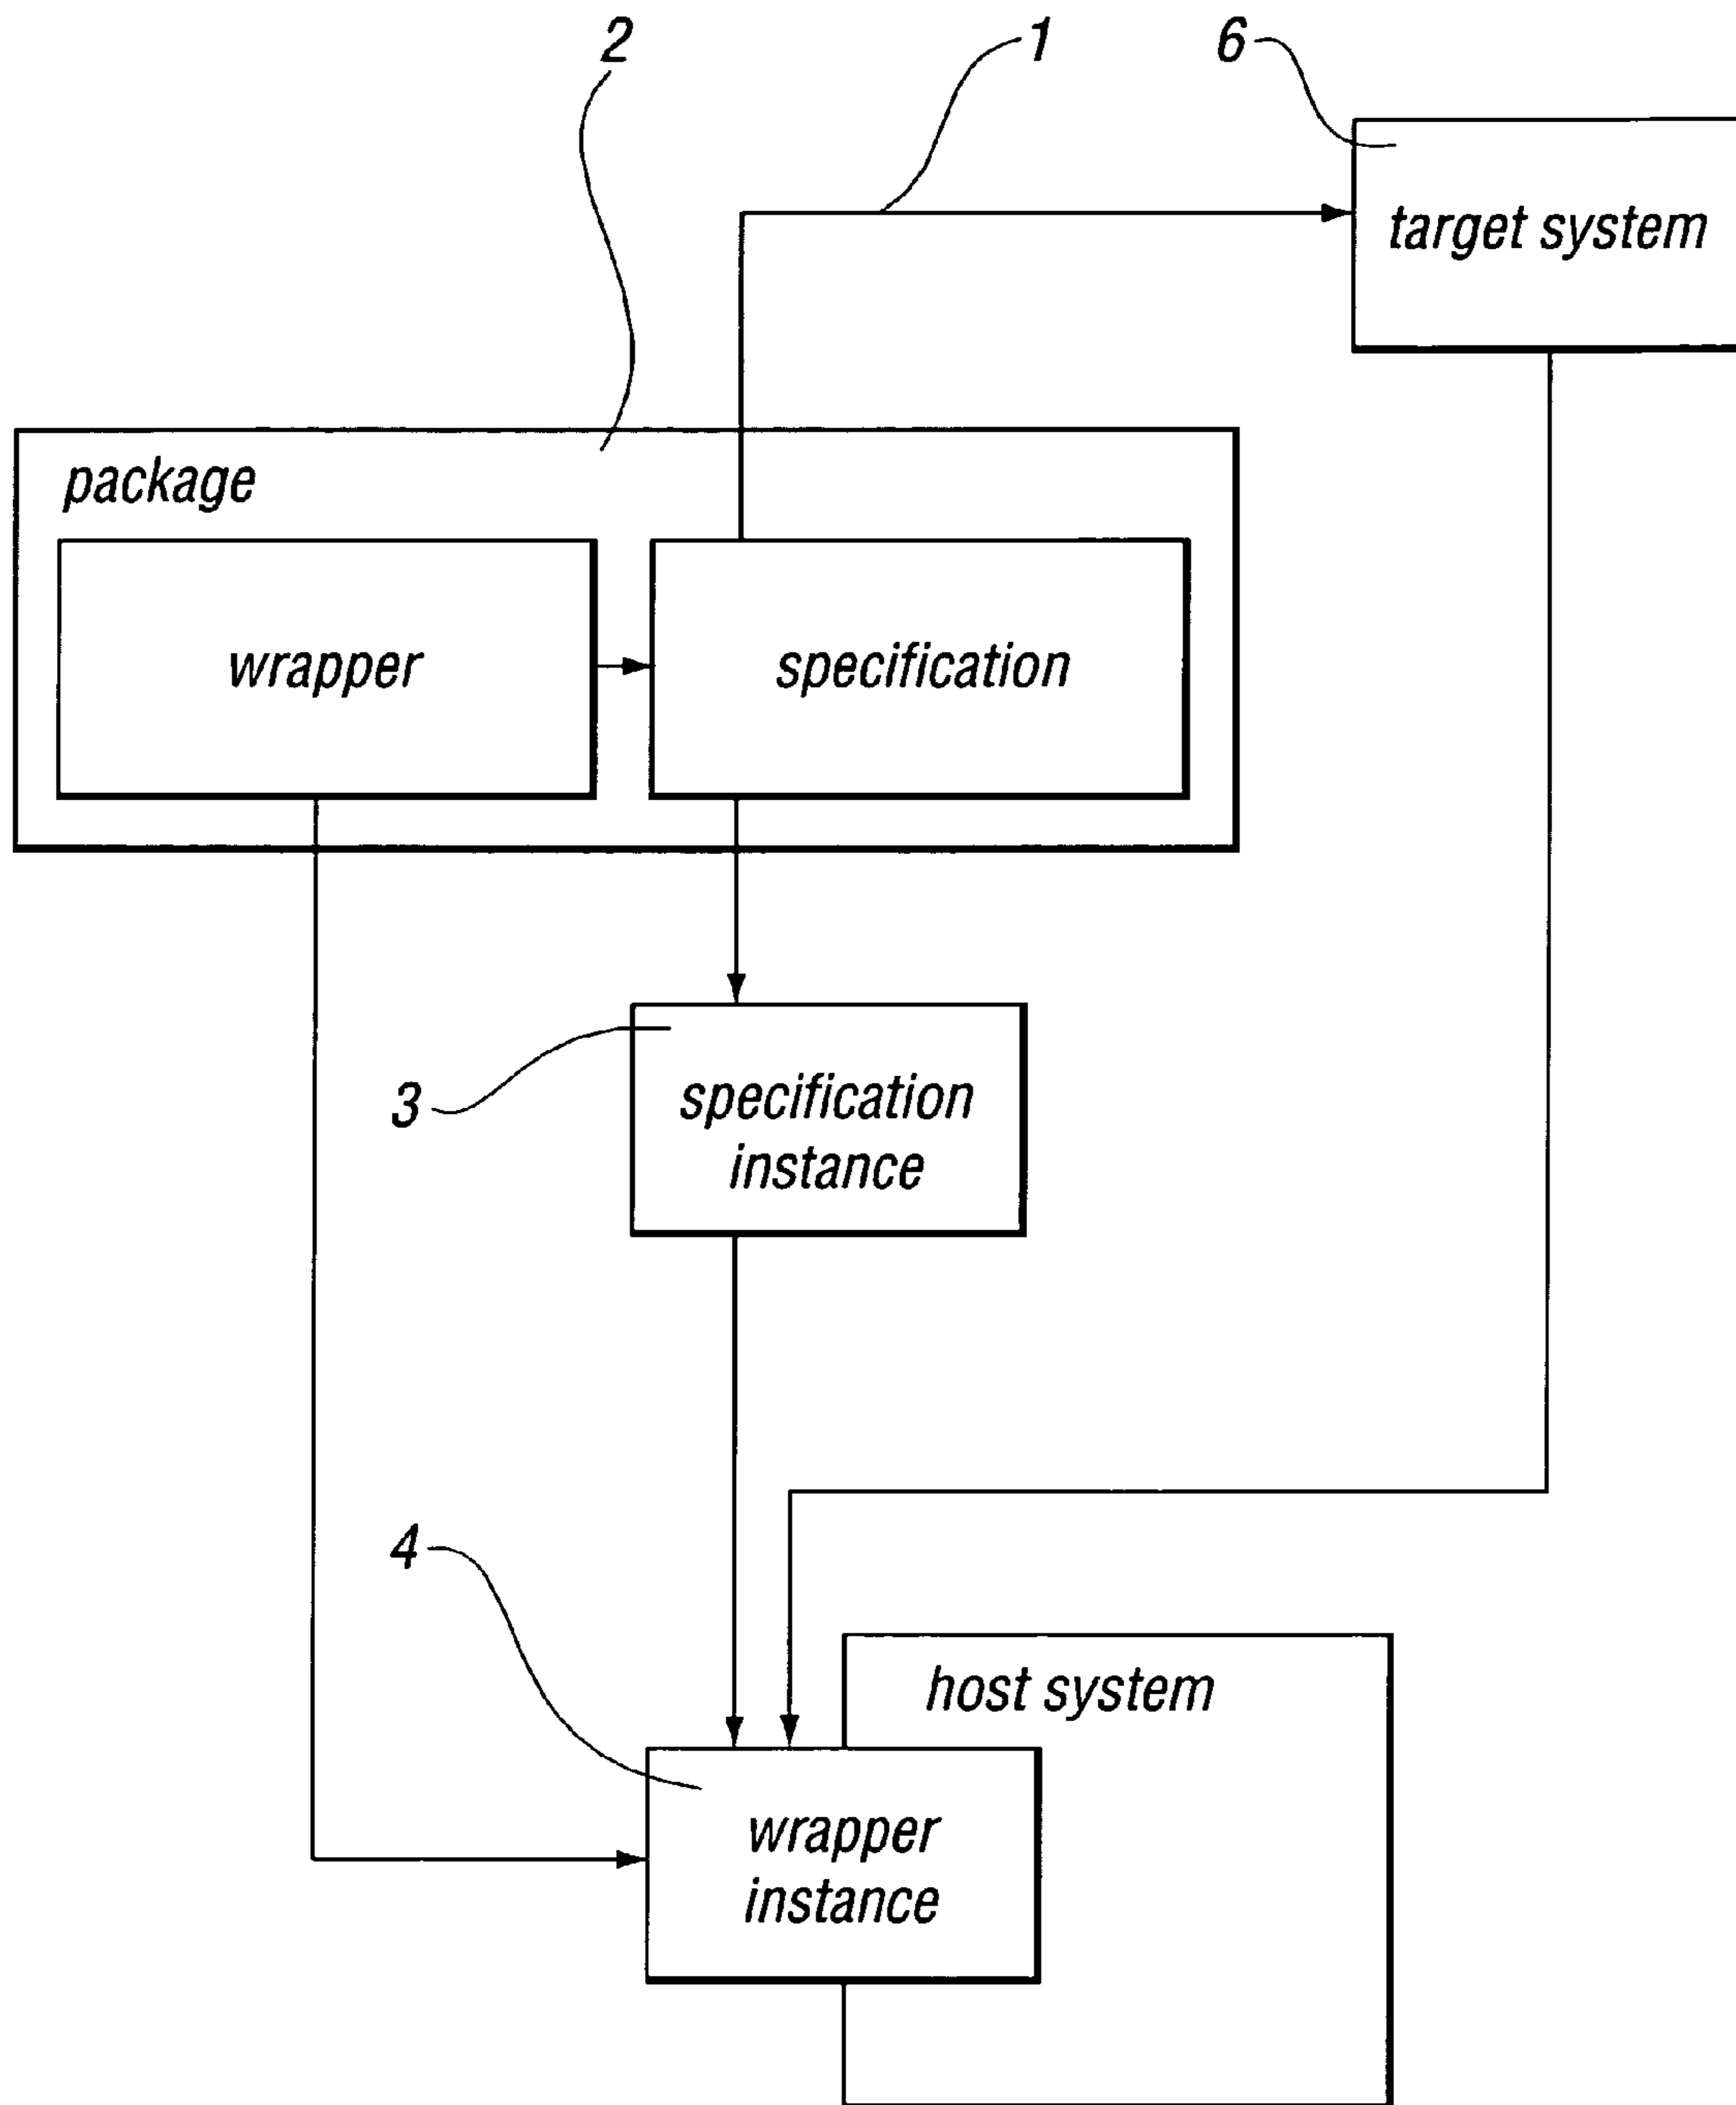 2
1
6
target system
package
wrapper
specification
3
specification
instance
4
host system
wrapper
instance